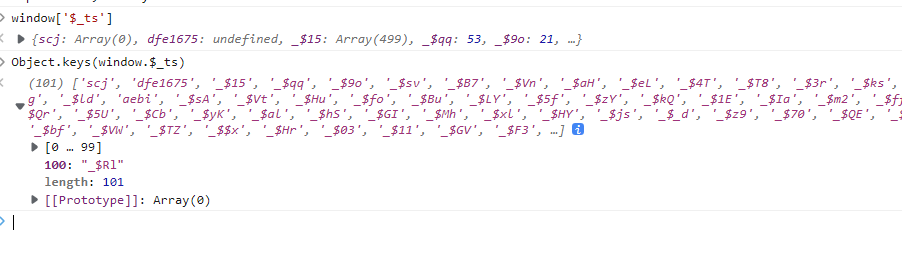 window['$_ts']
{scj: Array(0), dfe1675: undefined, _$15: Array(499), _$qq: 53, _$9o: 21, …}
Object.keys(window.$_ts)
(101) ['scj', 'dfe1675', '_$15', '_$qq', '_$9o', '_$sv', '_$B7', '_$Vn', '_$aH', '_$eL', '_$4T', '_$T8', '_$3r', '_$ks',
g', '_$ld', 'aebi', '_$sA', '_$Vt', '_$Hu', '_$fo', '_$Bu', '_$LY', '_$5f', '_$zY', '_$kQ', '_$1E', '_$Ia', '_$m2', '_$f
$Qr', '_$5U', '_$Cb', '_$yK', '_$al', '_$hS', '_$GI', '_$Mh', '_$xl', '_$HY', '_$js', '_$_d', '_$z9', '_$70', '_$QE', '_$
'_$bf', '_$VW', '_$TZ', '_$$x', '_$Hr', '_$03', '_$11', '_$GV', '_$F3', …]
[0 … 99]
100: "_$Rl"
length: 101
[[Prototype]]: Array(0)